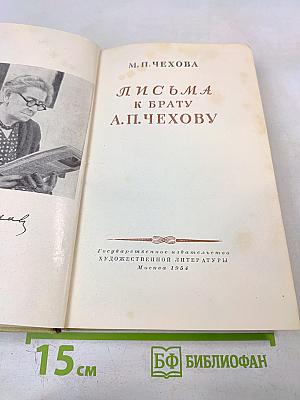 М. П. ЧЕХОВА
ПИСЬМА
К БРАТУ
А. П. ЧЕХОВУ
Государственное издательство
ХУДОЖЕСТВЕННОЙ ЛИТЕРАТУРЫ
Москва 1954
15 см
БФ БИБЛИОФАН